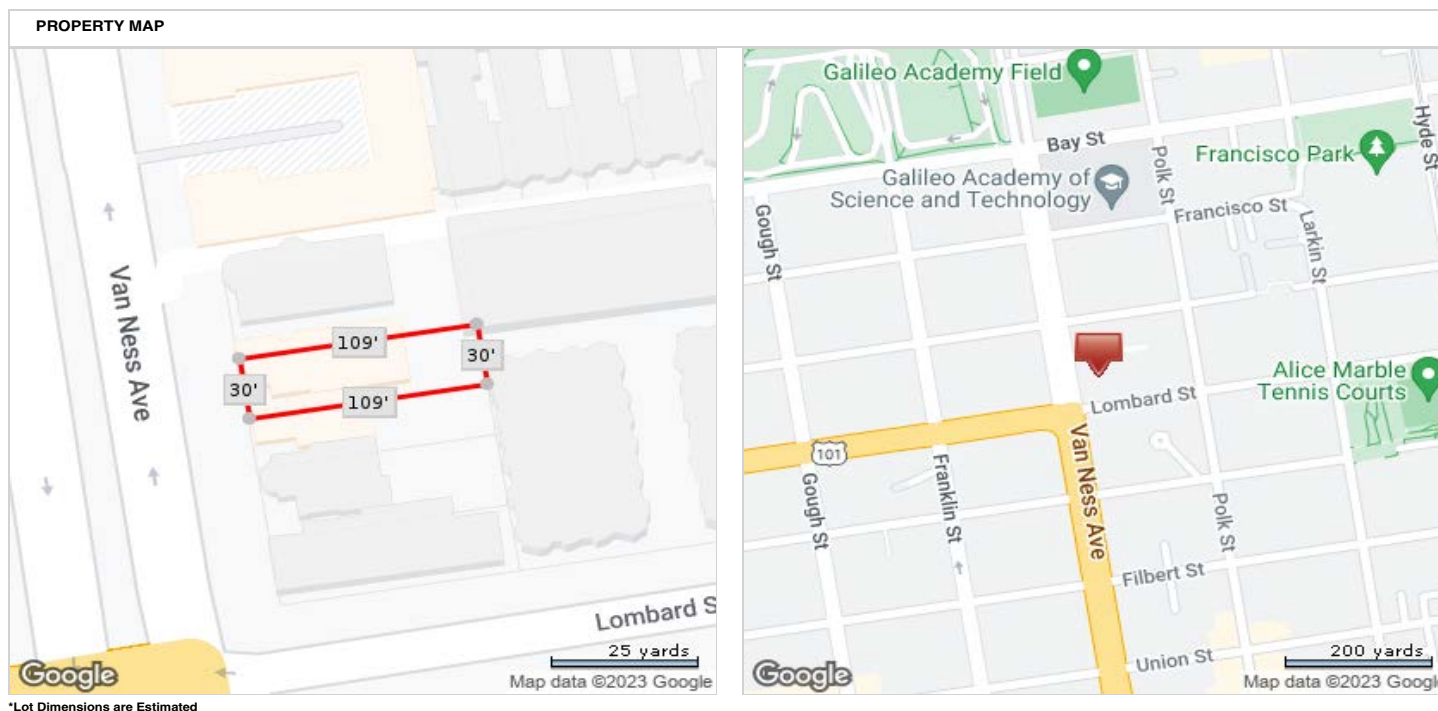 PROPERTY MAP
Van Ness Ave
109'
30'
30'
109'
Lombard S
25 yards
Google
Map data ©2023 Google
Galileo Academy Field
Bay St
Hyde St
Polk St
Francisco Park
Galileo Academy of
Science and Technology
Gough St
Francisco St
Larkin St
Alice Marble
Tennis Courts
Lombard St
101
Van Ness Ave
Gough St
Franklin St
Polk St
Filbert St
Union St
200 yards
Google
Map data ©2023 Googl
*Lot Dimensions are Estimated